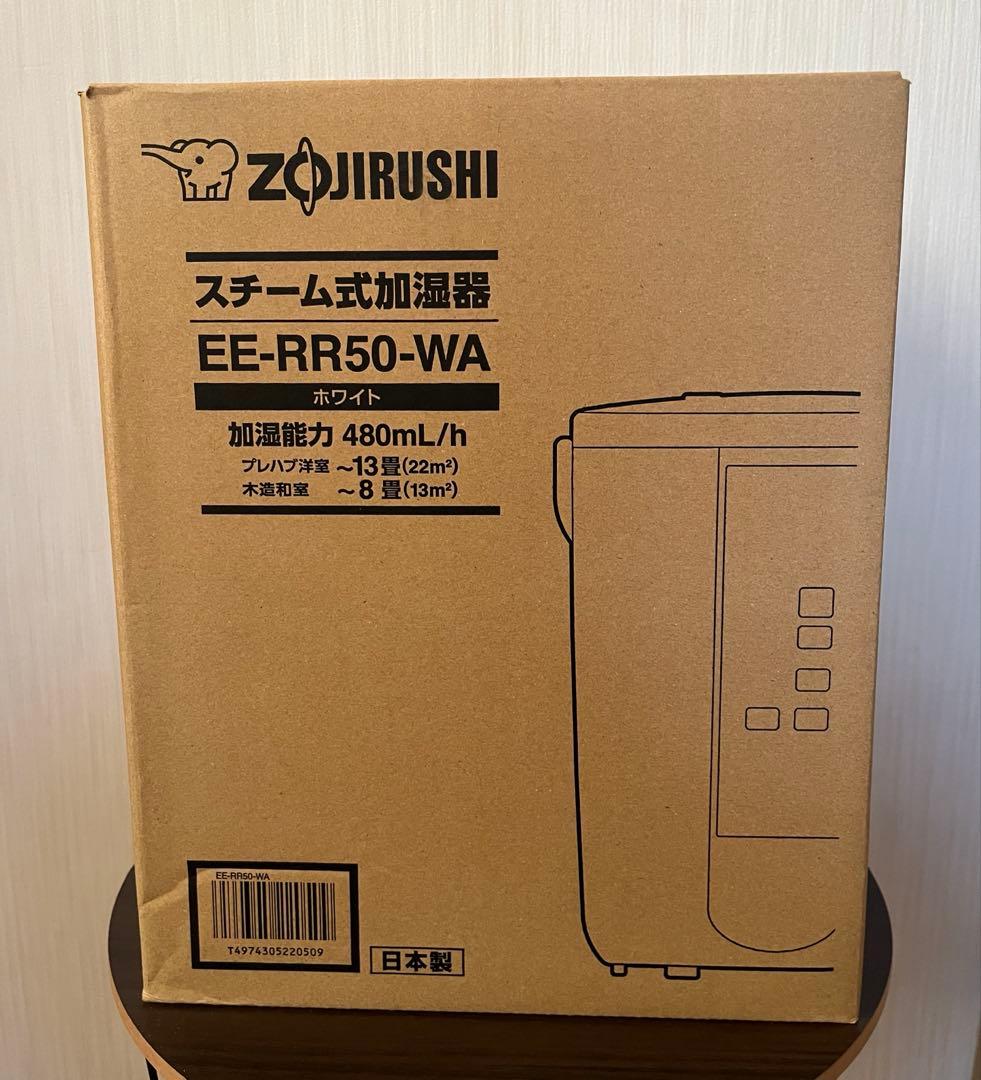 ZOJIRUSHI
スチーム式加湿器
EE-RR50-WA
ホワイト
加湿能力 480mL/h
プレハブ洋室 ～13畳(22m²)
木造和室 ～8畳(13m²)
EE-RR50-WA
T4974305220509
日本製